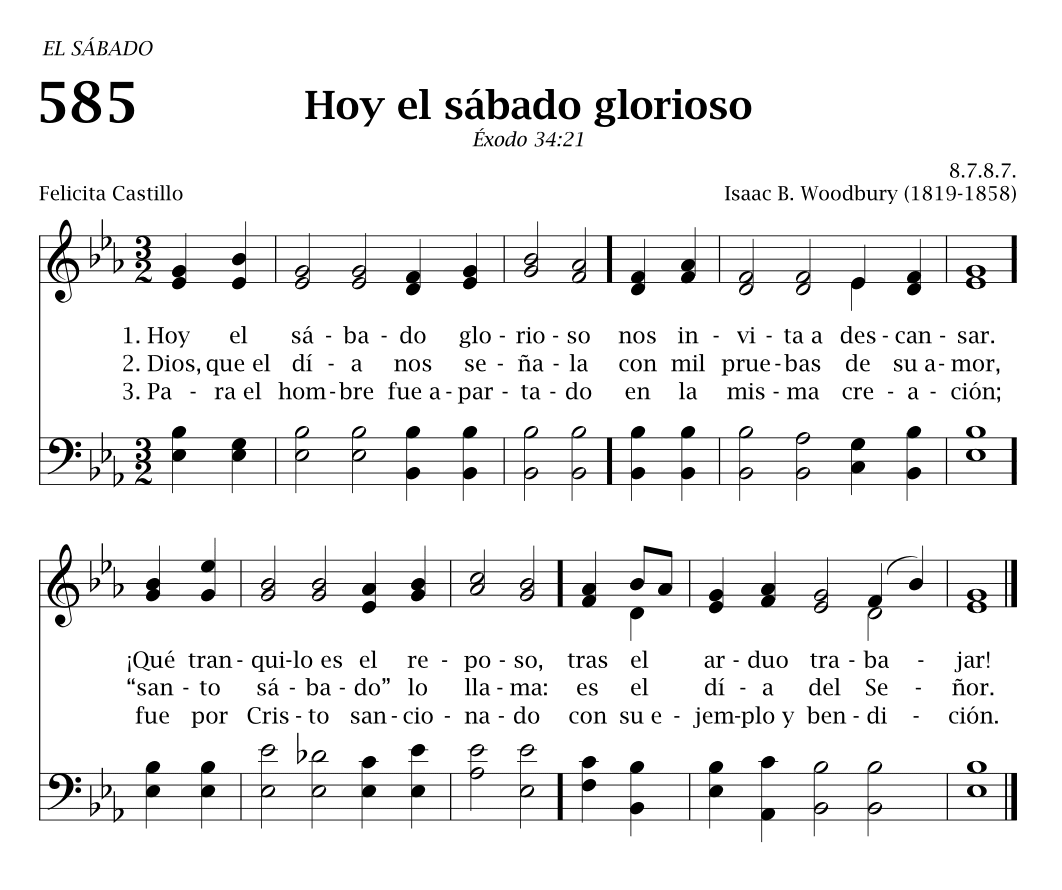 EL SÁBADO
585
Hoy el sábado glorioso
Éxodo 34:21
8.7.8.7.
Felicita Castillo
Isaac B. Woodbury (1819-1858)
1. Hoy el sá - ba - do glo - rio - so nos in - vi - ta a des - can - sar.
2. Dios, que el dí - a nos se - ña - la con mil prue - bas de su a - mor,
3. Pa - ra el hom - bre fue a - par - ta - do en la mis - ma cre - a - ción;
¡Qué tran - qui - lo es el re - po - so, tras el ar - duo tra - ba - jar!
“san - to sá - ba - do” lo lla - ma: es el dí - a del Se - ñor.
fue por Cris - to san - cio - na - do con su e - jem - plo y ben - di - ción.